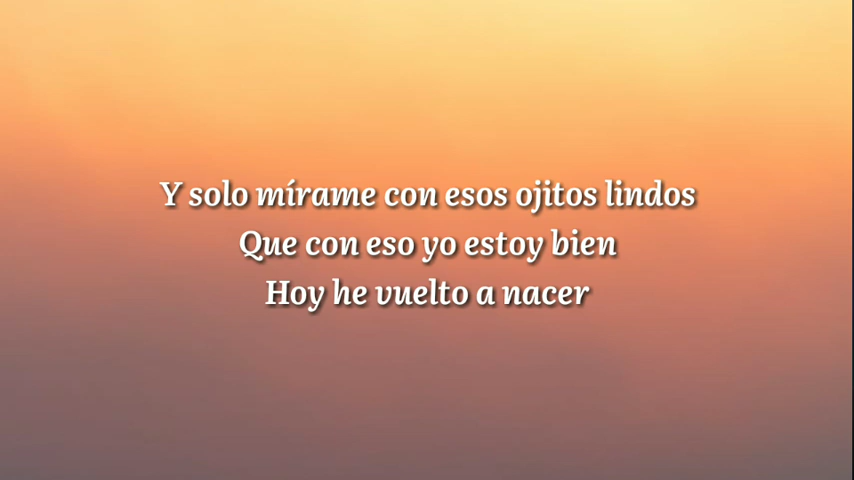 Y solo mírame con esos ojitos lindos
Que con eso yo estoy bien
Hoy he vuelto a nacer